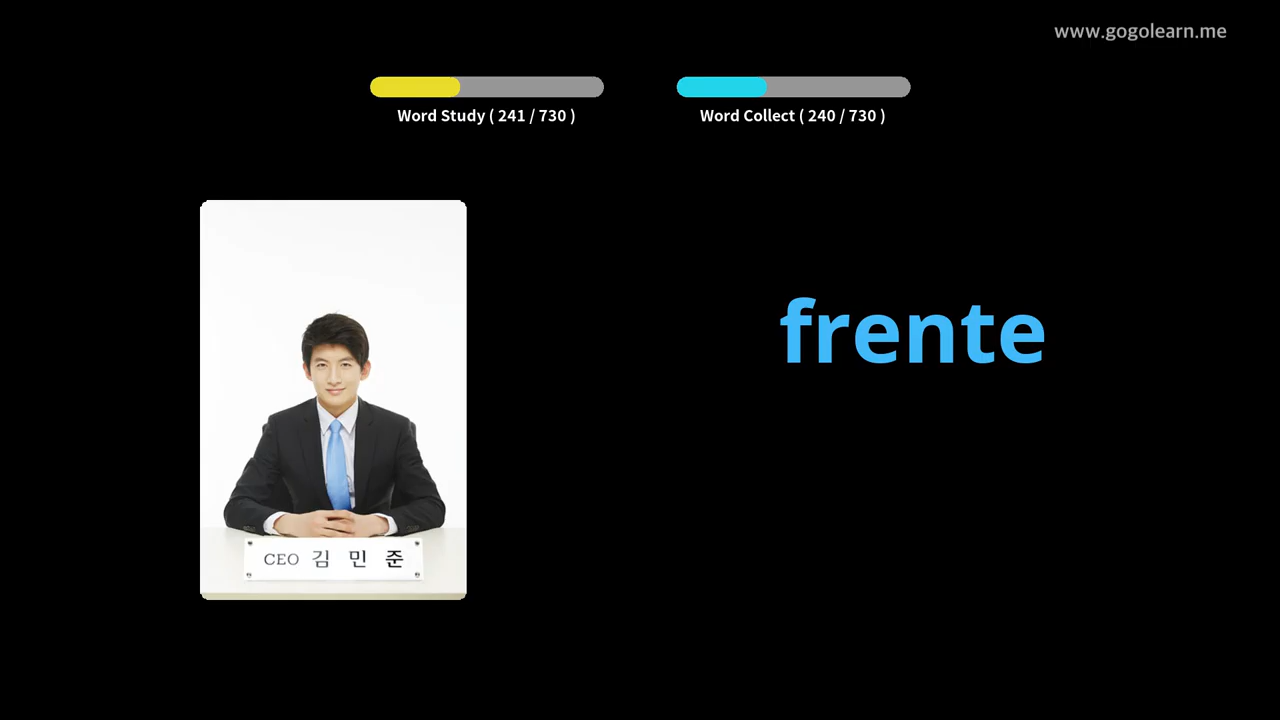 www.gogolearn.me
Word Study ( 241 / 730 )
Word Collect ( 240 / 730 )
frente
CEO 김 민 준